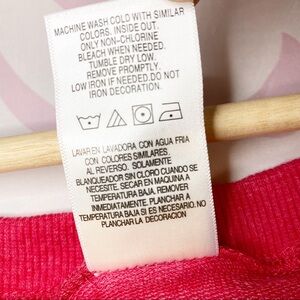 MACHINE WASH COLD WITH SIMILAR
COLORS. INSIDE OUT.
ONLY NON-CHLORINE
BLEACH WHEN NEEDED.
TUMBLE DRY LOW.
REMOVE PROMPTLY.
LOW IRON IF NEEDED.DO NOT
IRON DECORATION.
LAVAR EN LAVADORA CON AGUA FRIA
CON COLORES SIMILARES.
AL REVERSO. SOLAMENTE
BLANQUEADOR SIN CLORO CUANDO SE
NECESITE. SECAR EN MAQUINA A
TEMPERATURA BAJA. REMOVER
INMEDIATAMENTE. PLANCHAR A
TEMPERATURA BAJA SI ES NECESARIO. NO
PLANCHAR LA DECORACION